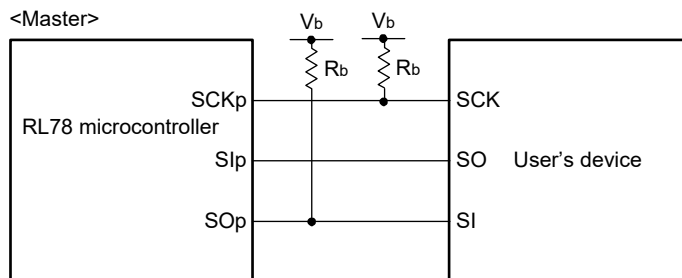 <Master>
Vb
Vb
Rb
Rb
SCKp
SCK
RL78 microcontroller
SIp
SO
User's device
SOp
SI